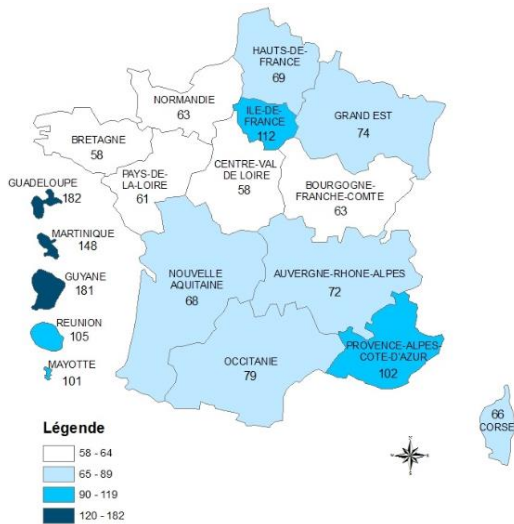 HAUTS-DE-
FRANCE
69
NORMANDIE
63
ILE-DE-
FRANCE
112
GRAND EST
74
BRETAGNE
58
PAYS-DE-
LA-LOIRE
61
CENTRE-VAL
DE LOIRE
58
BOURGOGNE-
FRANCHE-COMTE
63
GUADELOUPE
182
MARTINIQUE
148
GUYANE
181
REUNION
105
MAYOTTE
101
NOUVELLE
AQUITAINE
68
AUVERGNE-RHONE-ALPES
72
OCCITANIE
79
PROVENCE-ALPES-
COTE-D'AZUR
102
66
CORSE
Légende
58 - 64
65 - 89
90 - 119
120 - 182